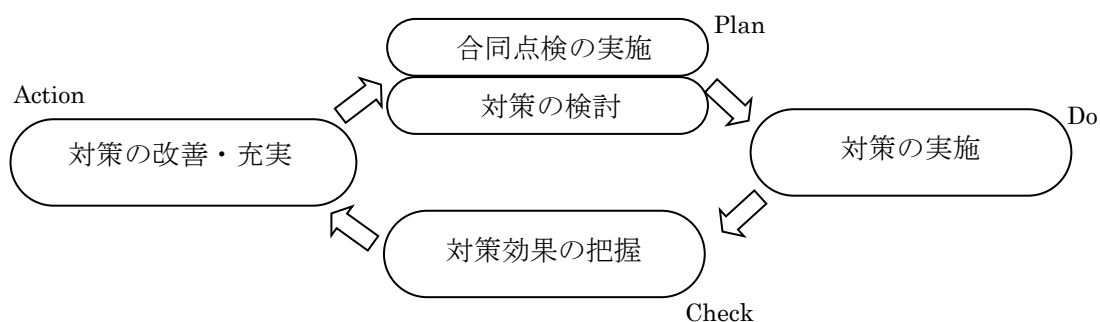 Plan
合同点検の実施
対策の検討
Action
対策の改善・充実
Do
対策の実施
対策効果の把握
Check